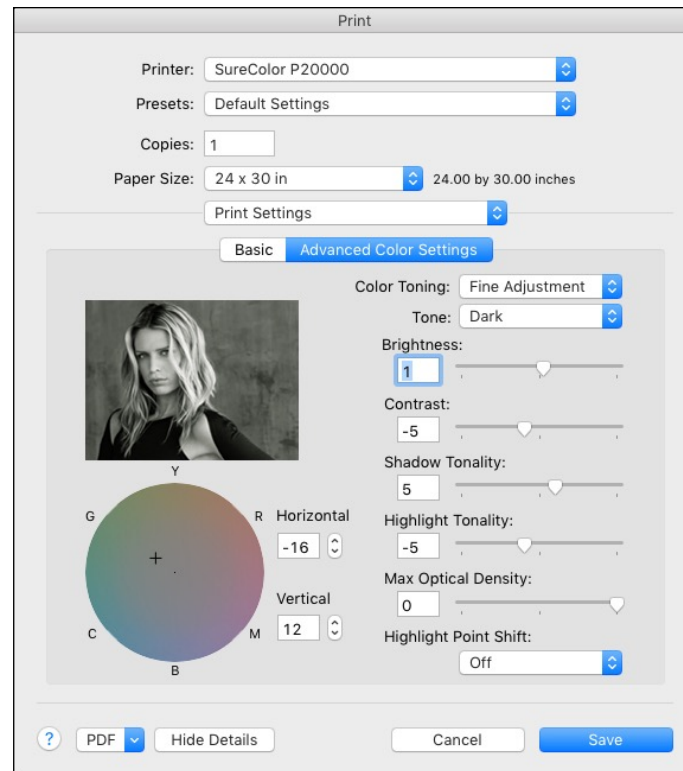 Print
Printer: SureColor P20000
Presets: Default Settings
Copies: 1
Paper Size: 24 x 30 in 24.00 by 30.00 inches
Print Settings
Basic Advanced Color Settings
Color Toning: Fine Adjustment
Tone: Dark
Brightness:
1
Contrast:
-5
Shadow Tonality:
5
Highlight Tonality:
-5
Max Optical Density:
0
Highlight Point Shift:
Off
Y
G R
C M
B
Horizontal
-16
Vertical
12
? PDF Hide Details Cancel Save